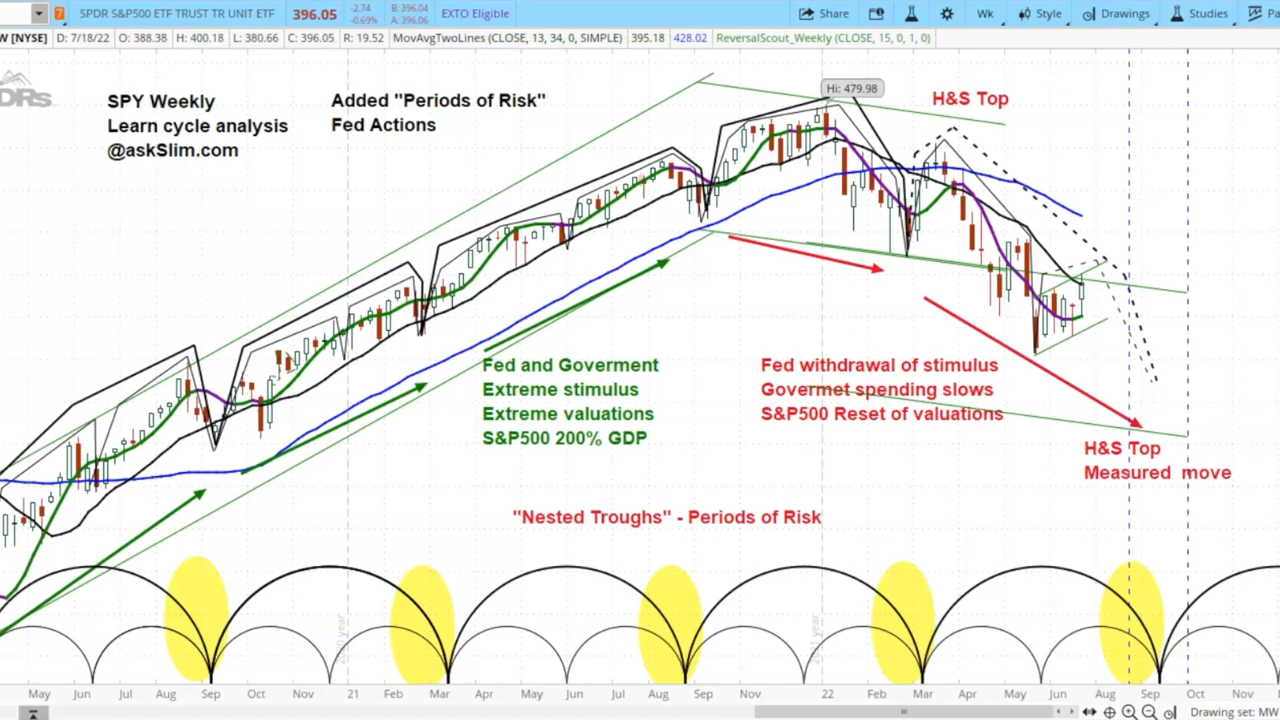 SPDR S&P500 ETF TRUST TR UNIT ETF
396.05
-2.74
-0.69%
B: 396.04
A: 396.06
EXTO Eligible
Share
Wk
Style
Drawings
Studies
W [NYSE]
D: 7/18/22
O: 388.38
H: 400.18
L: 380.66
C: 396.05
R: 19.52
MovAvgTwoLines (CLOSE, 13, 34, 0, SIMPLE)
395.18
428.02
ReversalScout_Weekly (CLOSE, 15, 0, 1, 0)
DRs
SPY Weekly
Learn cycle analysis
@askSlim.com
Added "Periods of Risk"
Fed Actions
Hi: 479.98
H&S Top
Fed and Goverment
Extreme stimulus
Extreme valuations
S&P500 200% GDP
Fed withdrawal of stimulus
Govermet spending slows
S&P500 Reset of valuations
H&S Top
Measured move
"Nested Troughs" - Periods of Risk
May Jun Jul Aug Sep Oct Nov 21 Feb Mar Apr May Jun Jul Aug Sep Nov 22 Feb Mar Apr May Jun Aug Sep Oct Nov
Drawing set: MW